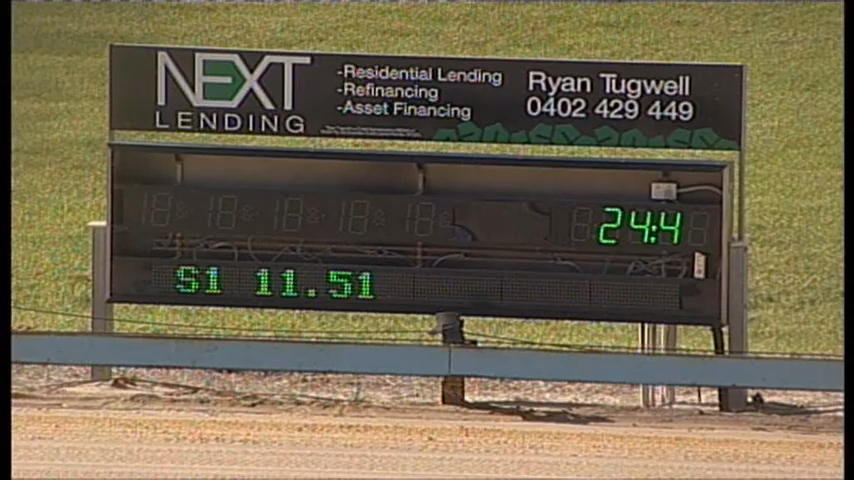 NEXT
LENDING
-Residential Lending
-Refinancing
-Asset Financing
Ryan Tugwell
0402 429 449
24:4
S1 11.51